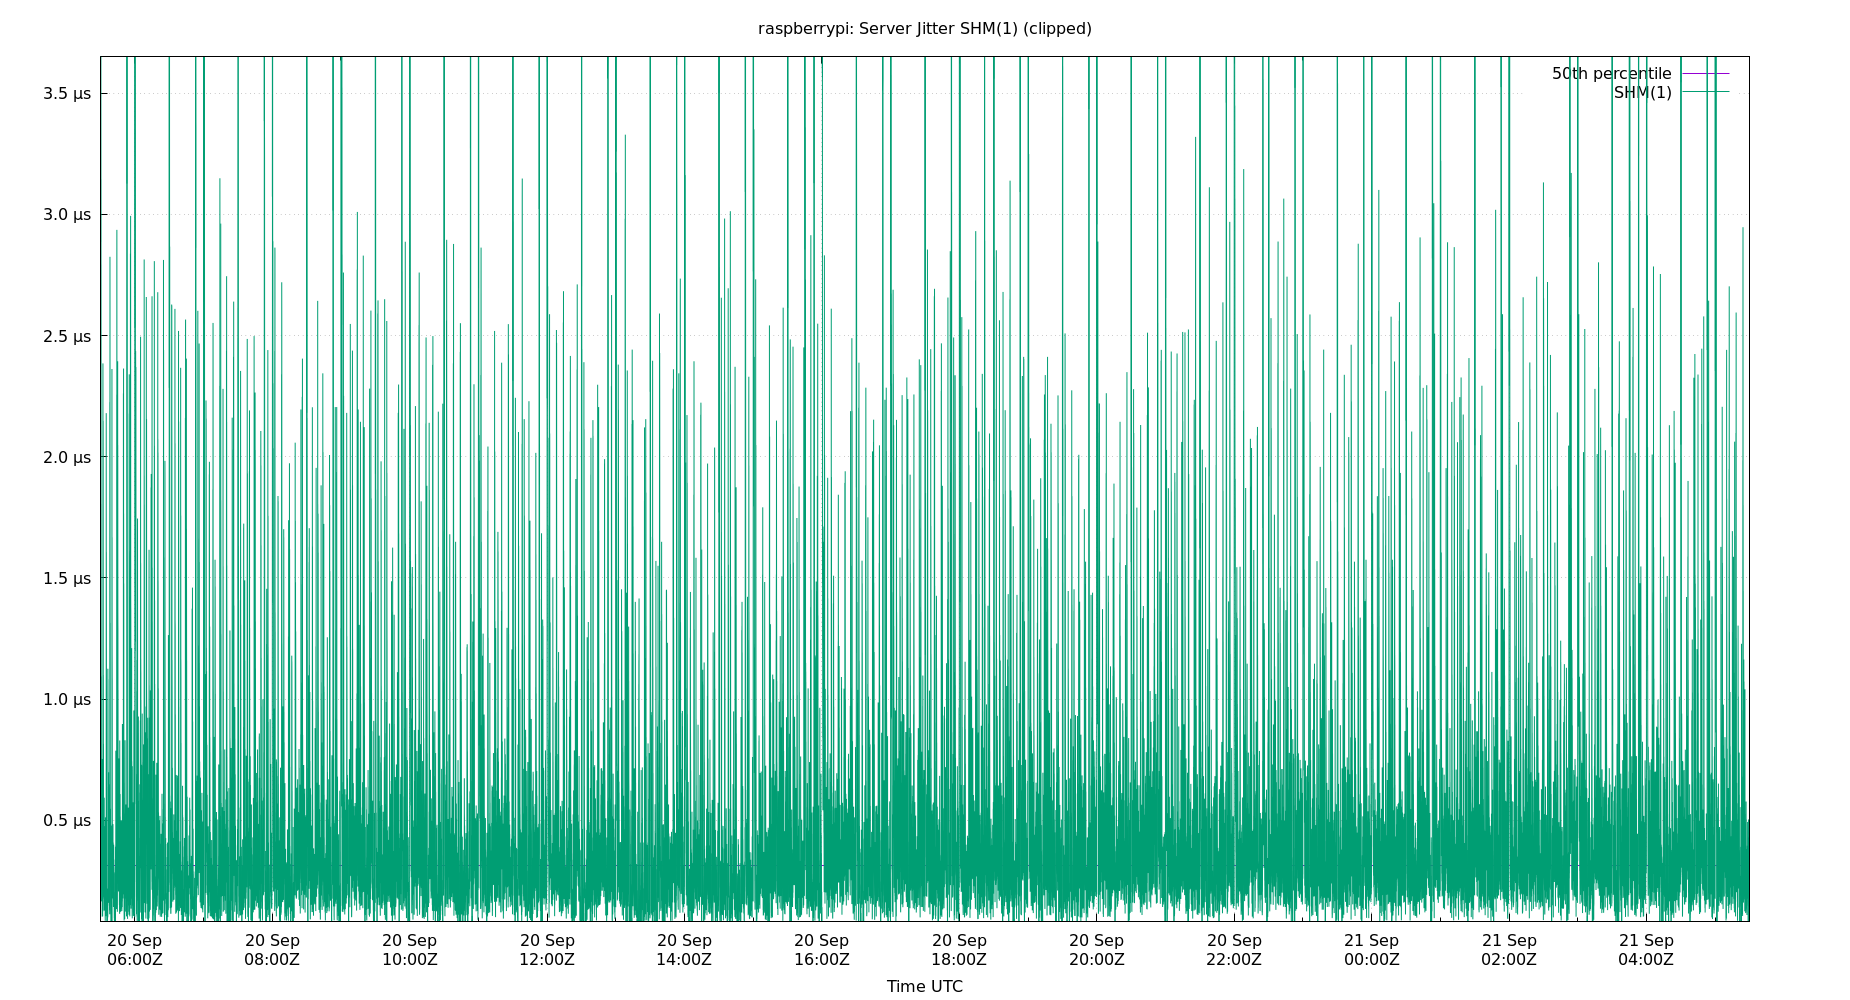 raspberrypi: Server Jitter SHM(1) (clipped)
50th percentile
SHM(1)
3.5 µs
3.0 µs
2.5 µs
2.0 µs
1.5 µs
1.0 µs
0.5 µs
20 Sep 20 Sep 20 Sep 20 Sep 20 Sep 20 Sep 20 Sep 20 Sep 20 Sep 21 Sep 21 Sep 21 Sep
06:00Z 08:00Z 10:00Z 12:00Z 14:00Z 16:00Z 18:00Z 20:00Z 22:00Z 00:00Z 02:00Z 04:00Z
Time UTC